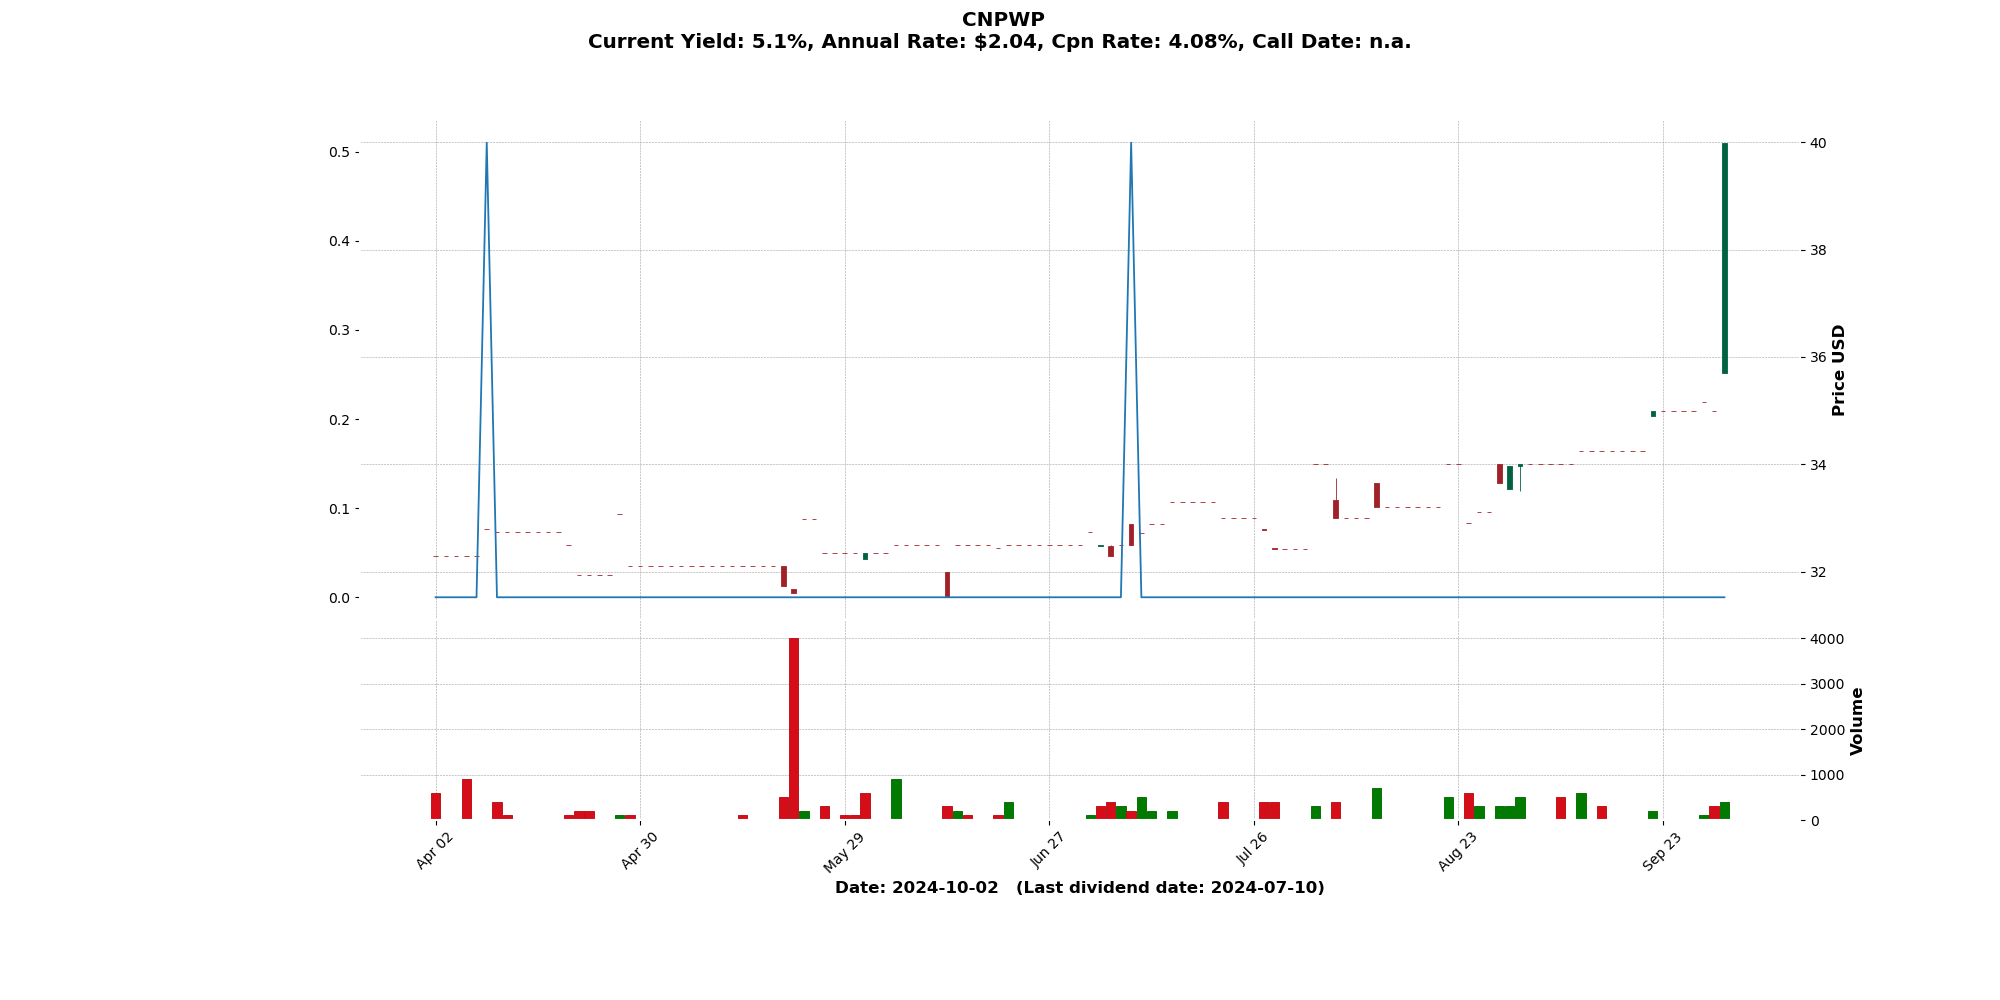 CNPWP
Current Yield: 5.1%, Annual Rate: $2.04, Cpn Rate: 4.08%, Call Date: n.a.
0.5
0.4
0.3
0.2
0.1
0.0
40
38
36
34
32
Price USD
4000
3000
2000
1000
0
Volume
Apr 02
Apr 30
May 29
Jun 27
Jul 26
Aug 23
Sep 23
Date: 2024-10-02 (Last dividend date: 2024-07-10)